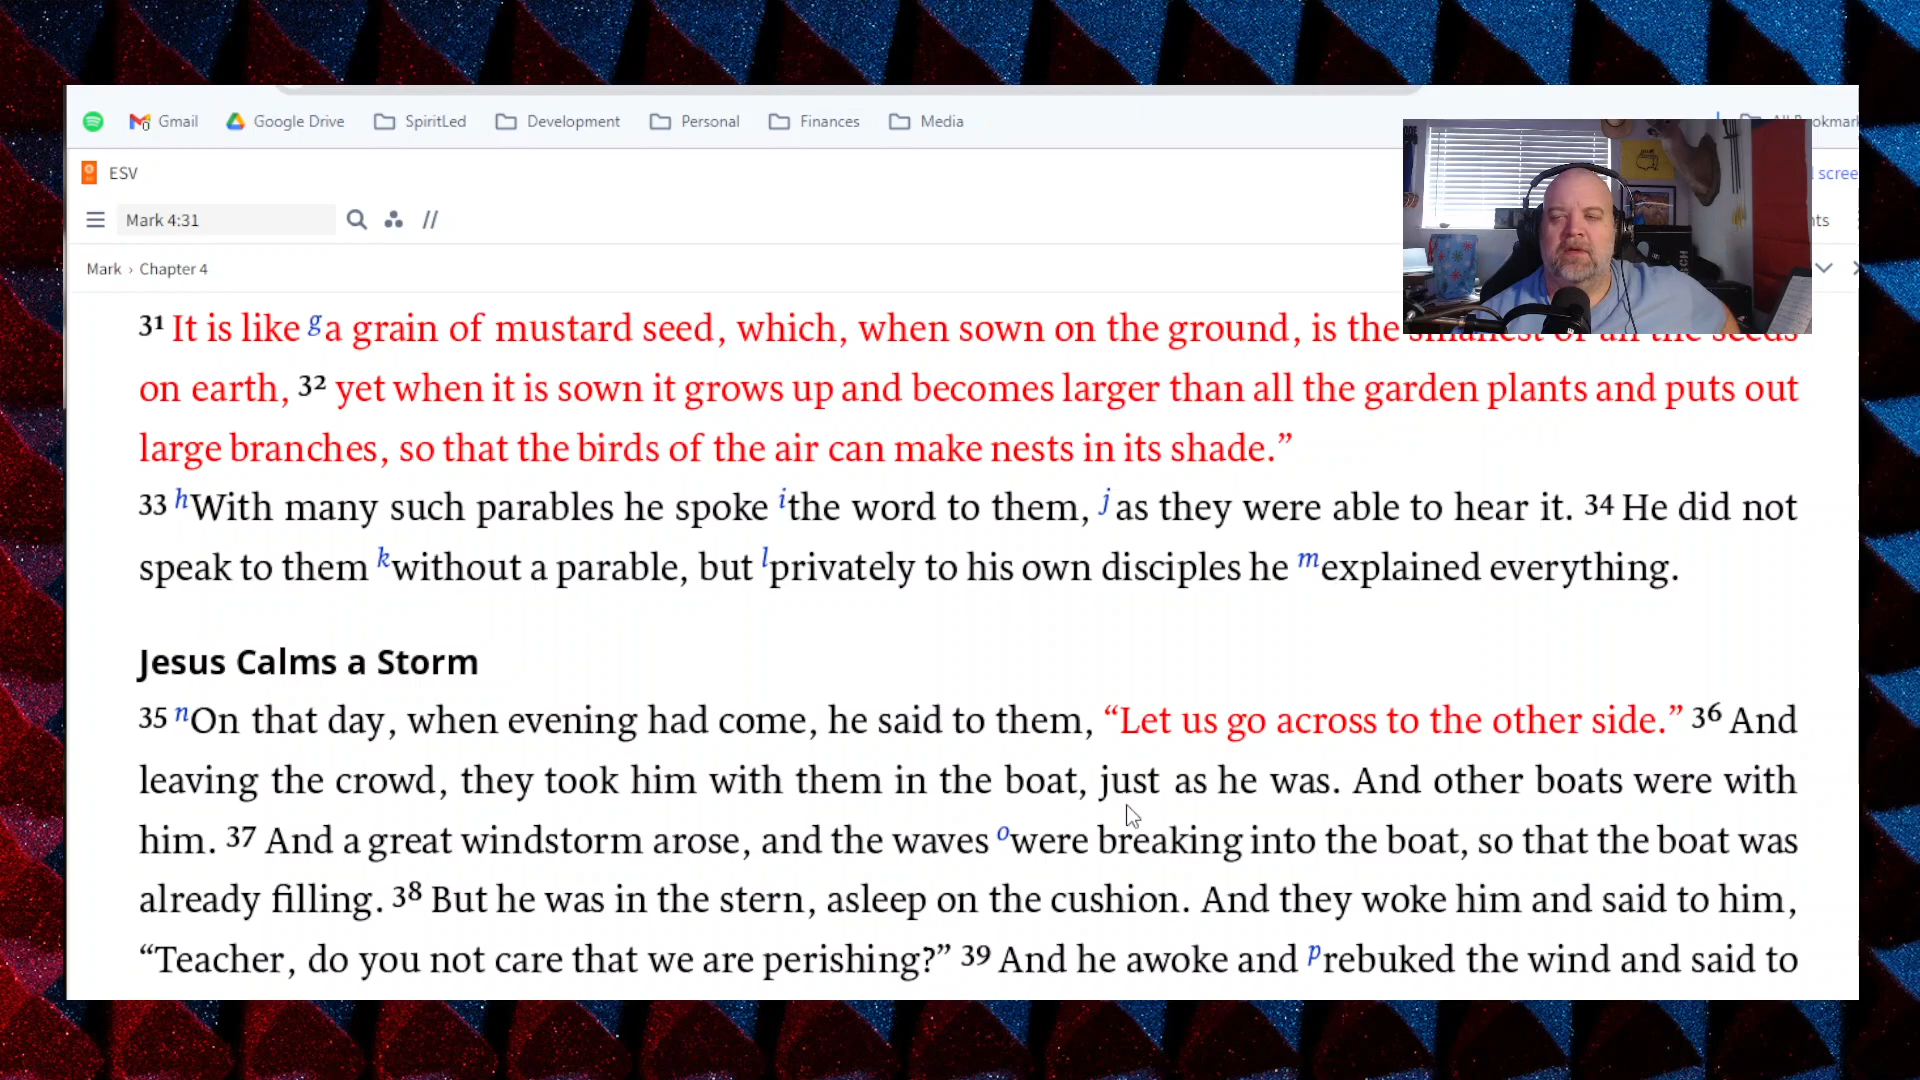 Gmail Google Drive SpiritLed Development Personal Finances Media
ESV
Mark 4:31
Mark › Chapter 4
31 It is like g a grain of mustard seed, which, when sown on the ground, is the
on earth, 32 yet when it is sown it grows up and becomes larger than all the garden plants and puts out
large branches, so that the birds of the air can make nests in its shade.”
33 h With many such parables he spoke i the word to them, j as they were able to hear it. 34 He did not
speak to them k without a parable, but l privately to his own disciples he m explained everything.
Jesus Calms a Storm
35 n On that day, when evening had come, he said to them, “Let us go across to the other side.” 36 And
leaving the crowd, they took him with them in the boat, just as he was. And other boats were with
him. 37 And a great windstorm arose, and the waves o were breaking into the boat, so that the boat was
already filling. 38 But he was in the stern, asleep on the cushion. And they woke him and said to him,
“Teacher, do you not care that we are perishing?” 39 And he awoke and p rebuked the wind and said to